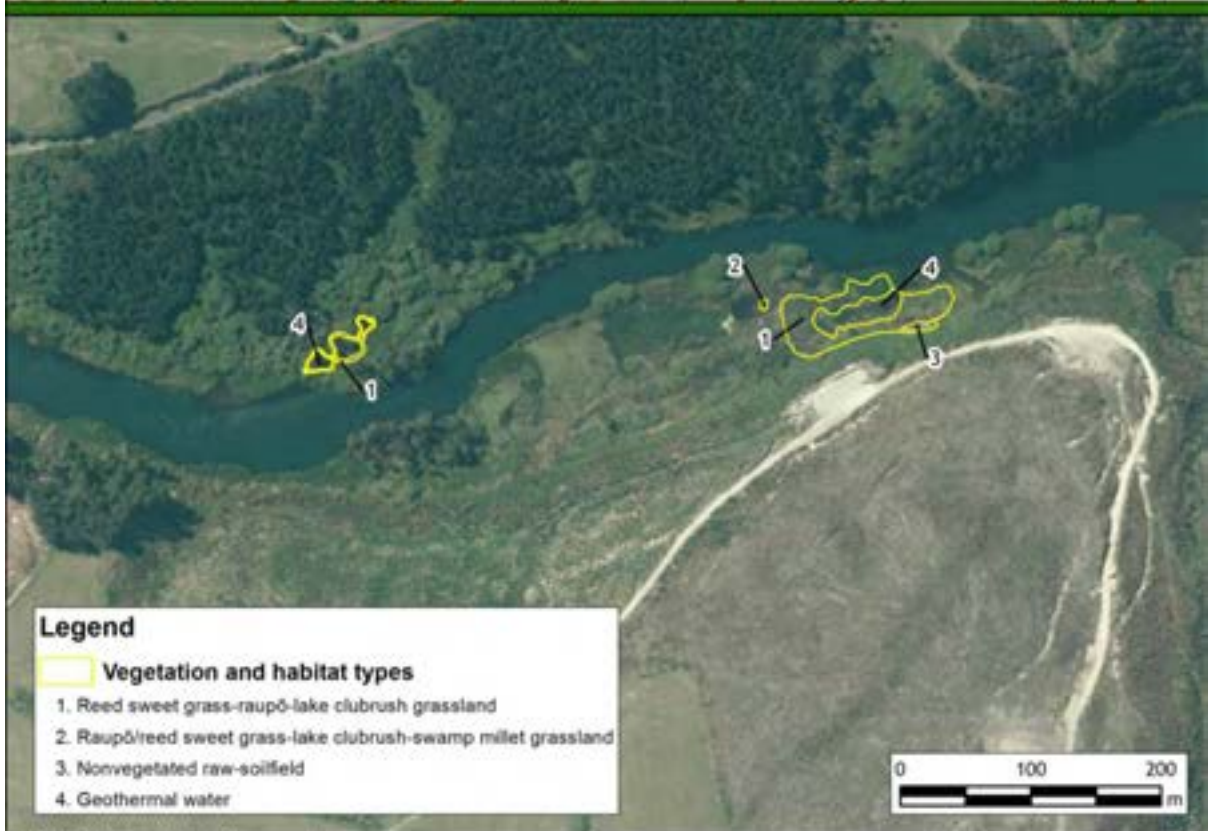 2
4
4
1
3
1
Legend
Vegetation and habitat types
1. Reed sweet grass-raupō-lake clubrush grassland
2. Raupō/reed sweet grass-lake clubrush-swamp millet grassland
3. Nonvegetated raw-soilfield
4. Geothermal water
0 100 200
m